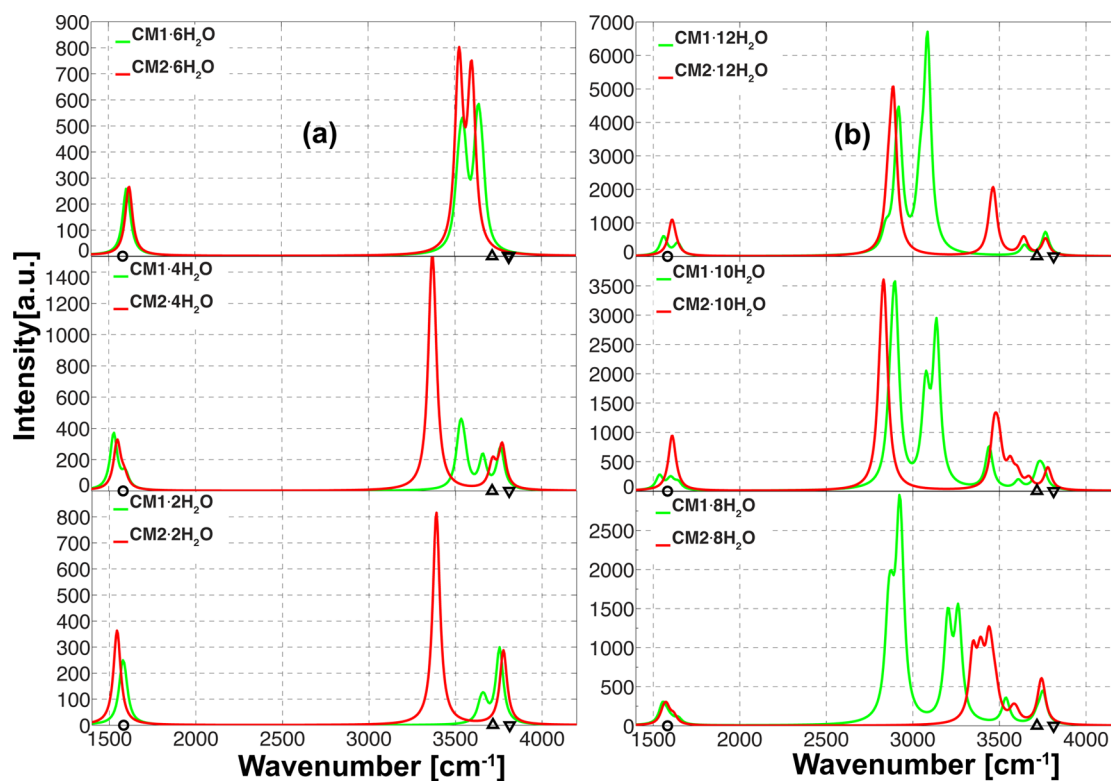 900
800
700
600
500
400
300
200
100
0
CM1·6H2O
CM2·6H2O
(a)
1400
1200
1000
800
600
400
200
0
CM1·4H2O
CM2·4H2O
800
700
600
500
400
300
200
100
0
CM1·2H2O
CM2·2H2O
1500 2000 2500 3000 3500 4000
Wavenumber [cm-1]
Intensity[a.u.]
7000
6000
5000
4000
3000
2000
1000
0
CM1·12H2O
CM2·12H2O
(b)
3500
3000
2500
2000
1500
1000
500
0
CM1·10H2O
CM2·10H2O
2500
2000
1500
1000
500
0
CM1·8H2O
CM2·8H2O
1500 2000 2500 3000 3500 4000
Wavenumber [cm-1]